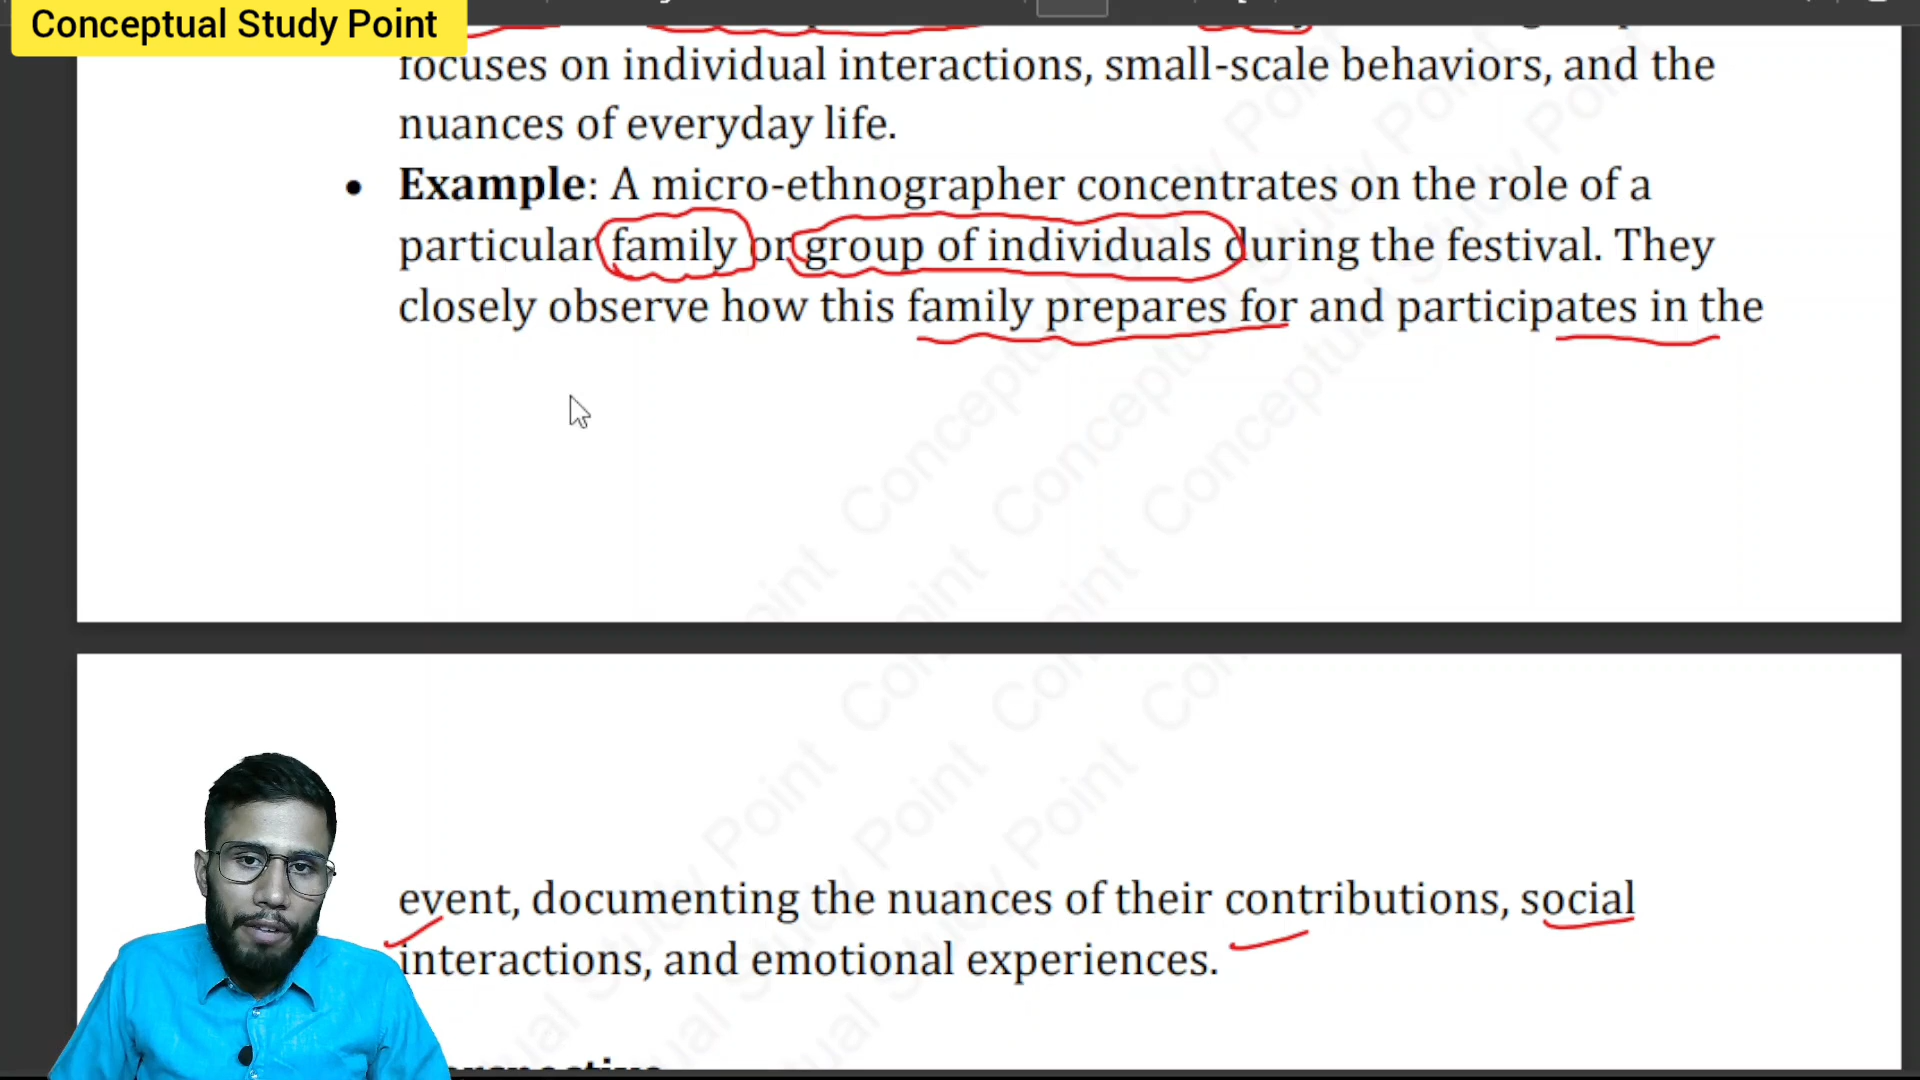 Conceptual Study Point
focuses on individual interactions, small-scale behaviors, and the
nuances of everyday life.
• Example: A micro-ethnographer concentrates on the role of a
particular family or group of individuals during the festival. They
closely observe how this family prepares for and participates in the
event, documenting the nuances of their contributions, social
interactions, and emotional experiences.